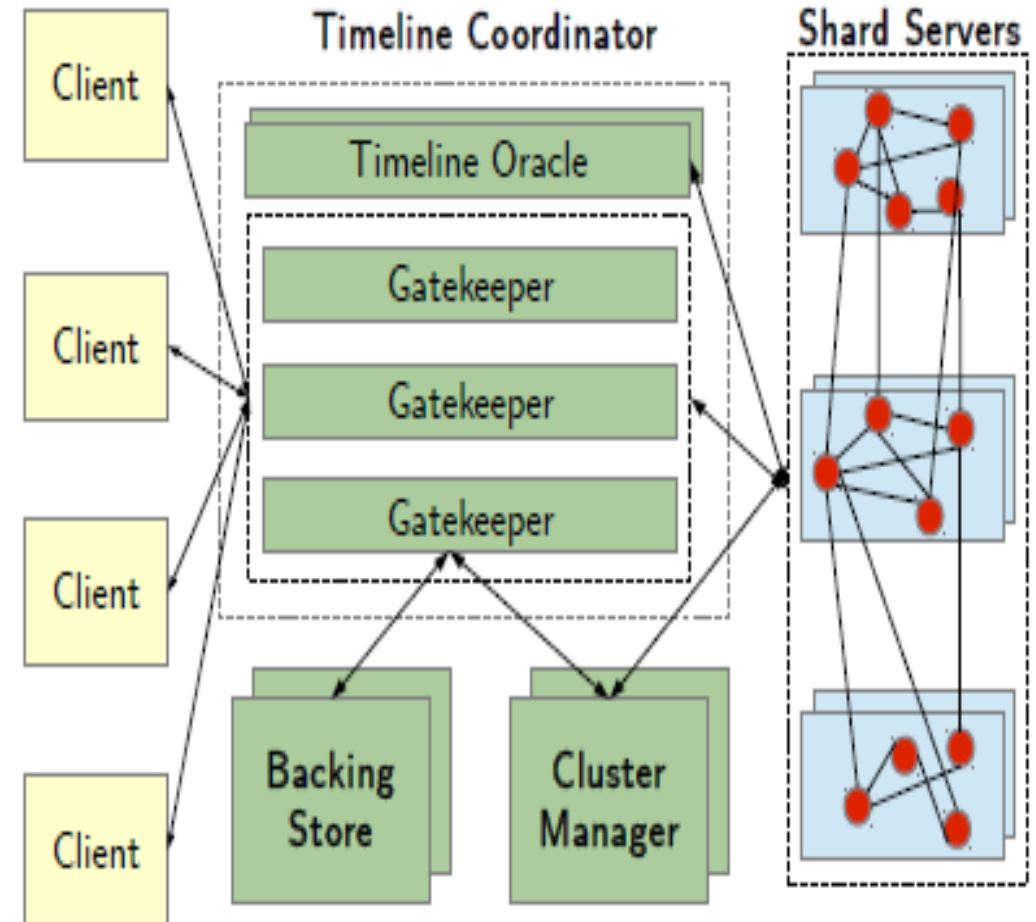 Timeline Coordinator
Shard Servers
Client
Timeline Oracle
Gatekeeper
Client
Gatekeeper
Gatekeeper
Client
Backing
Store
Cluster
Manager
Client